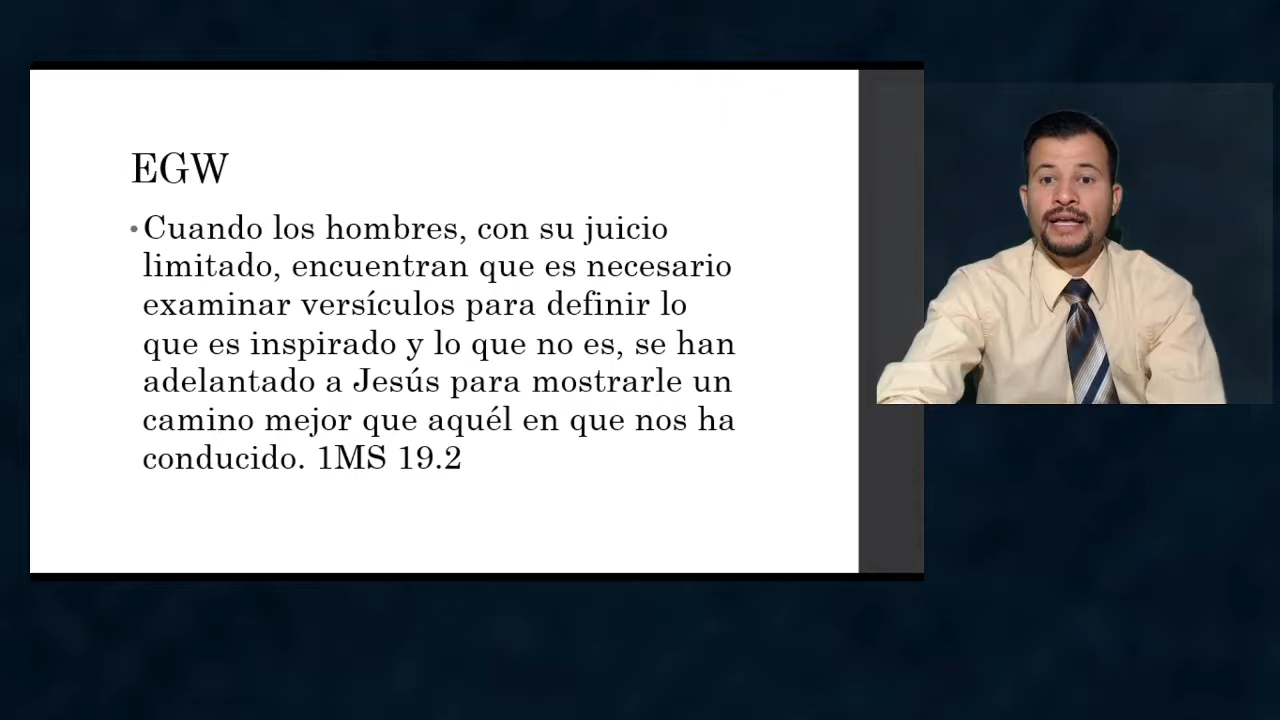 EGW
•Cuando los hombres, con su juicio
limitado, encuentran que es necesario
examinar versículos para definir lo
que es inspirado y lo que no es, se han
adelantado a Jesús para mostrarle un
camino mejor que aquél en que nos ha
conducido. 1MS 19.2